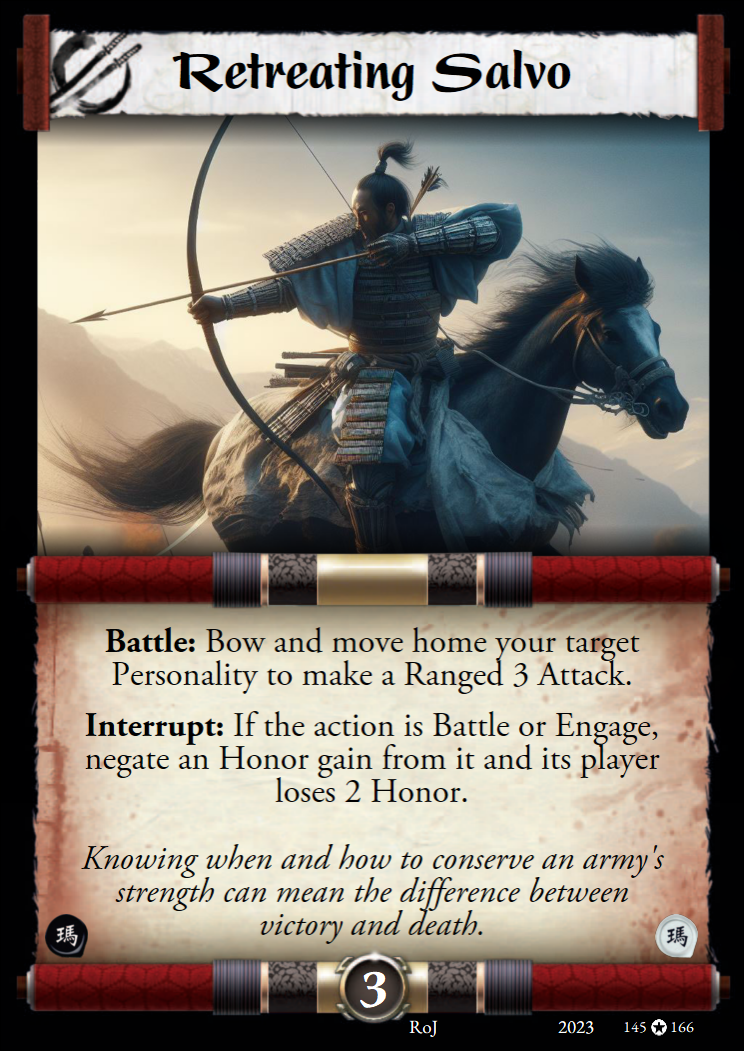 Retreating Salvo
Battle: Bow and move home your target
Personality to make a Ranged 3 Attack.
Interrupt: If the action is Battle or Engage,
negate an Honor gain from it and its player
loses 2 Honor.
Knowing when and how to conserve an army's
strength can mean the difference between
victory and death.
瑪 瑪
3
RoJ 2023 145 ✪ 166